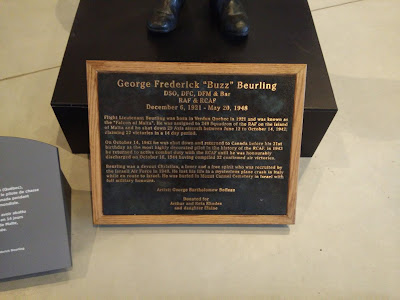 George Frederick "Buzz" Beurling
DSO, DFC, DFM & Bar
RAF & RCAF
December 6, 1921 - May 20, 1948
Flight Lieutenant Beurling was born in Verdun Quebec in 1921 and was known as
the "Falcon of Malta". He was assigned to 249 Squadron of the RAF on the island
of Malta and he shot down 27 Axis aircraft between June 12 to October 14, 1942;
claiming 27 victories in a 14 day period.
On October 14, 1942 he was shot down and returned to Canada before his 21st
birthday as the most highly decorated pilot in the history of the RCAF. In 1943
he returned to active combat duty with the RCAF until he was honourably
discharged on October 16, 1944 having compiled 32 confirmed air victories.
Beurling was a devout Christian, a loner and a free spirit who was recruited by
the Israeli Air Force in 1948. He lost his life in a mysterious plane crash in Italy
while en route to Israel. He was buried in Mount Carmel Cemetery in Israel with
full military honours.
Artist: George Bartholomew
Donated by
Arthur and Rhodes
and daughter Elaine